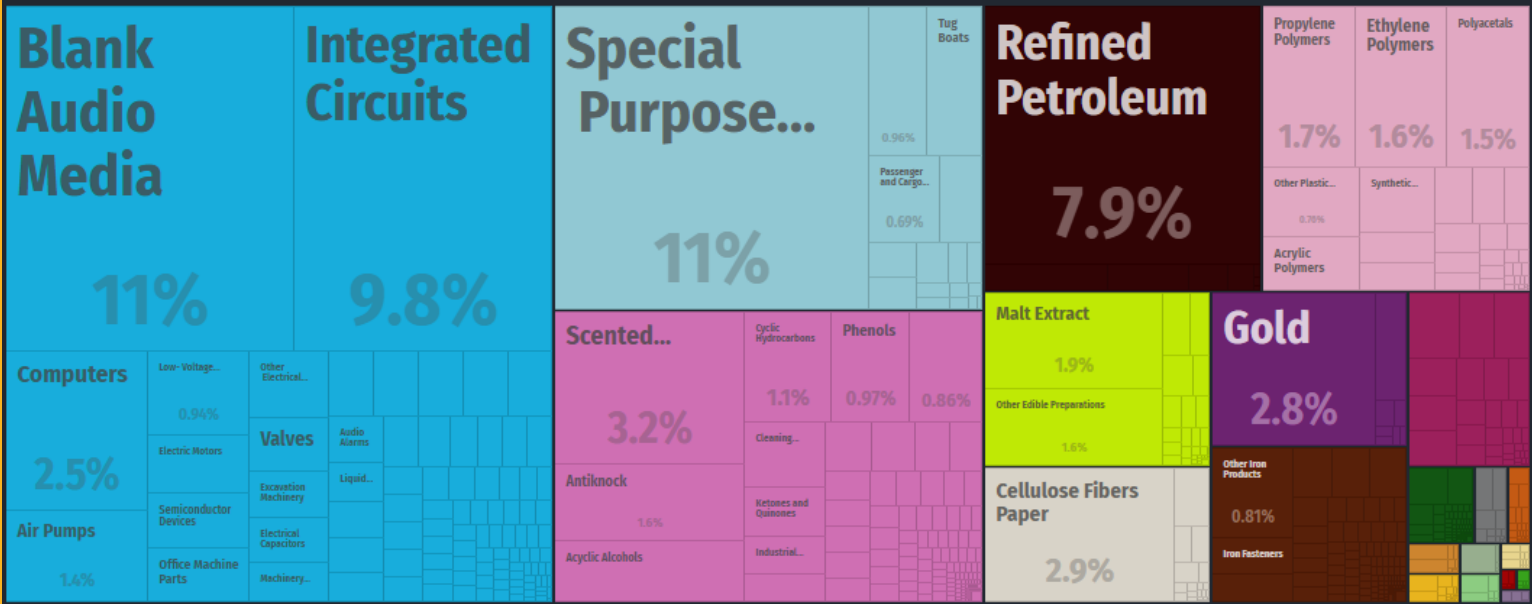 Blank
Audio
Media
11%
Integrated
Circuits
9.8%
Computers
2.5%
Air Pumps
1.4%
Low- Voltage...
0.94%
Electric Motors
Semiconductor
Devices
Office Machine
Parts
Other
Electrical...
Valves
Excavation
Machinery
Electrical
Capacitors
Machinery...
Audio
Alarms
Liquid...
Special
Purpose...
11%
0.96%
Tug
Boats
Passenger
and Cargo...
0.69%
Scented...
3.2%
Antiknock
1.6%
Acyclic Alcohols
Cyclic
Hydrocarbons
1.1%
Phenols
0.97%
0.86%
Cleaning...
Ketones and
Quinones
Industrial...
Refined
Petroleum
7.9%
Propylene
Polymers
1.7%
Ethylene
Polymers
1.6%
Polyacetals
1.5%
Other Plastic...
0.76%
Synthetic...
Acrylic
Polymers
Malt Extract
1.9%
Other Edible Preparations
1.6%
Cellulose Fibers
Paper
2.9%
Gold
2.8%
Other Iron
Products
0.81%
Iron Fasteners